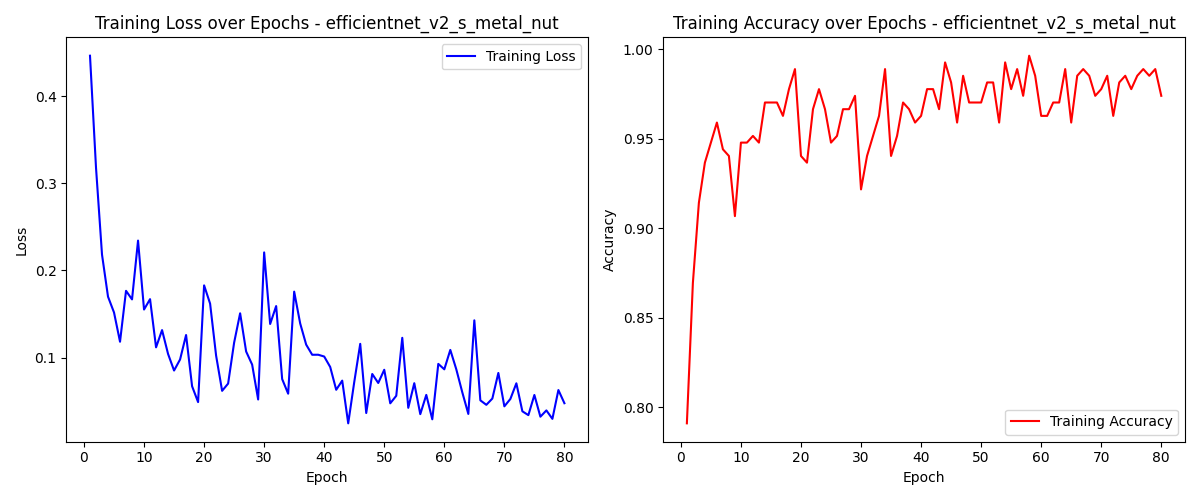 Training Loss over Epochs - efficientnet_v2_s_metal_nut
Training Loss
0.4
0.3
0.2
0.1
Loss
0 10 20 30 40 50 60 70 80
Epoch
Training Accuracy over Epochs - efficientnet_v2_s_metal_nut
1.00
0.95
0.90
0.85
0.80
Accuracy
Training Accuracy
0 10 20 30 40 50 60 70 80
Epoch